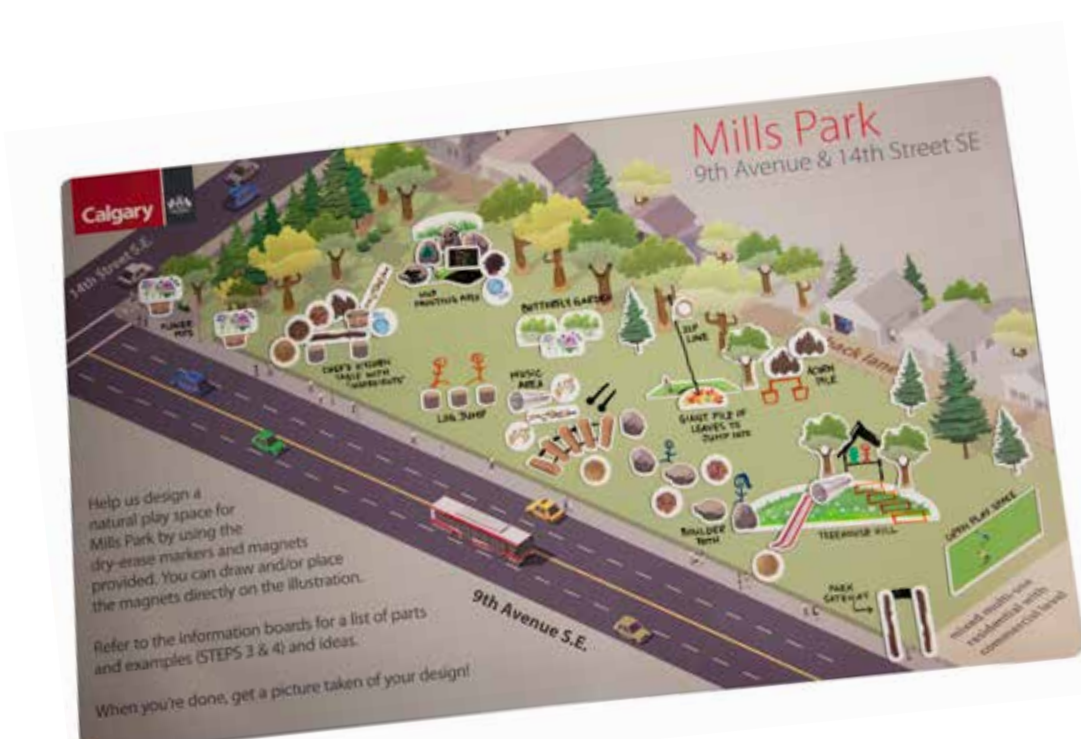 Mills Park
9th Avenue & 14th Street SE
Calgary
14th Street S.E.
FLOWER
POTS
CHEF'S KITCHEN
TABLE WITH
"INGREDIENTS"
MUD
PAINTING AREA
BUTTERFLY GARDEN
ZIP
LINE
back lane
ACORN
PILE
LOG JUMP
MUSIC
AREA
GIANT PILE OF
LEAVES TO
JUMP INTO
BOULDER
PATH
TREEHOUSE HILL
OPEN PLAY SPACE
PARK
GATEWAY
mixed multi-use
residential with
commercial level
9th Avenue S.E.
Help us design a
natural play space for
Mills Park by using the
dry-erase markers and magnets
provided. You can draw and/or place
the magnets directly on the illustration.
Refer to the information boards for a list of parts
and examples (STEPS 3 & 4) and ideas.
When you're done, get a picture taken of your design!